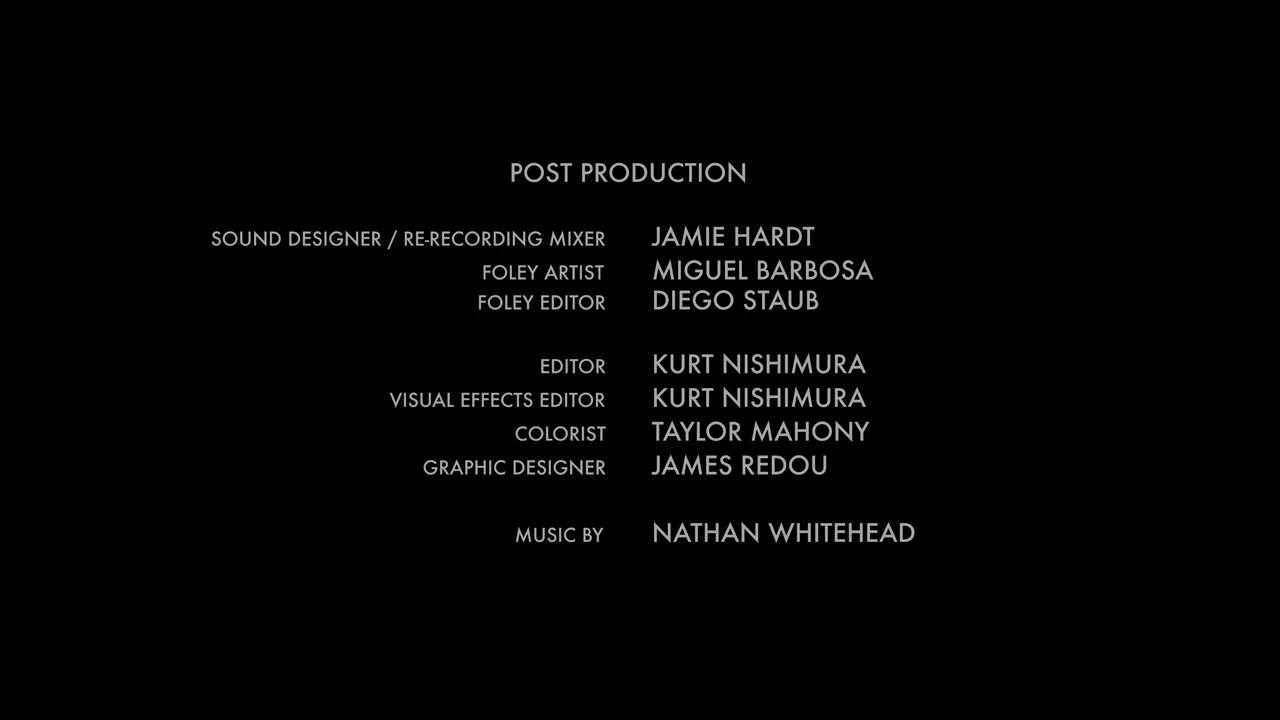 POST PRODUCTION
SOUND DESIGNER / RE-RECORDING MIXER JAMIE HARDT
FOLEY ARTIST MIGUEL BARBOSA
FOLEY EDITOR DIEGO STAUB
EDITOR KURT NISHIMURA
VISUAL EFFECTS EDITOR KURT NISHIMURA
COLORIST TAYLOR MAHONY
GRAPHIC DESIGNER JAMES REDOU
MUSIC BY NATHAN WHITEHEAD